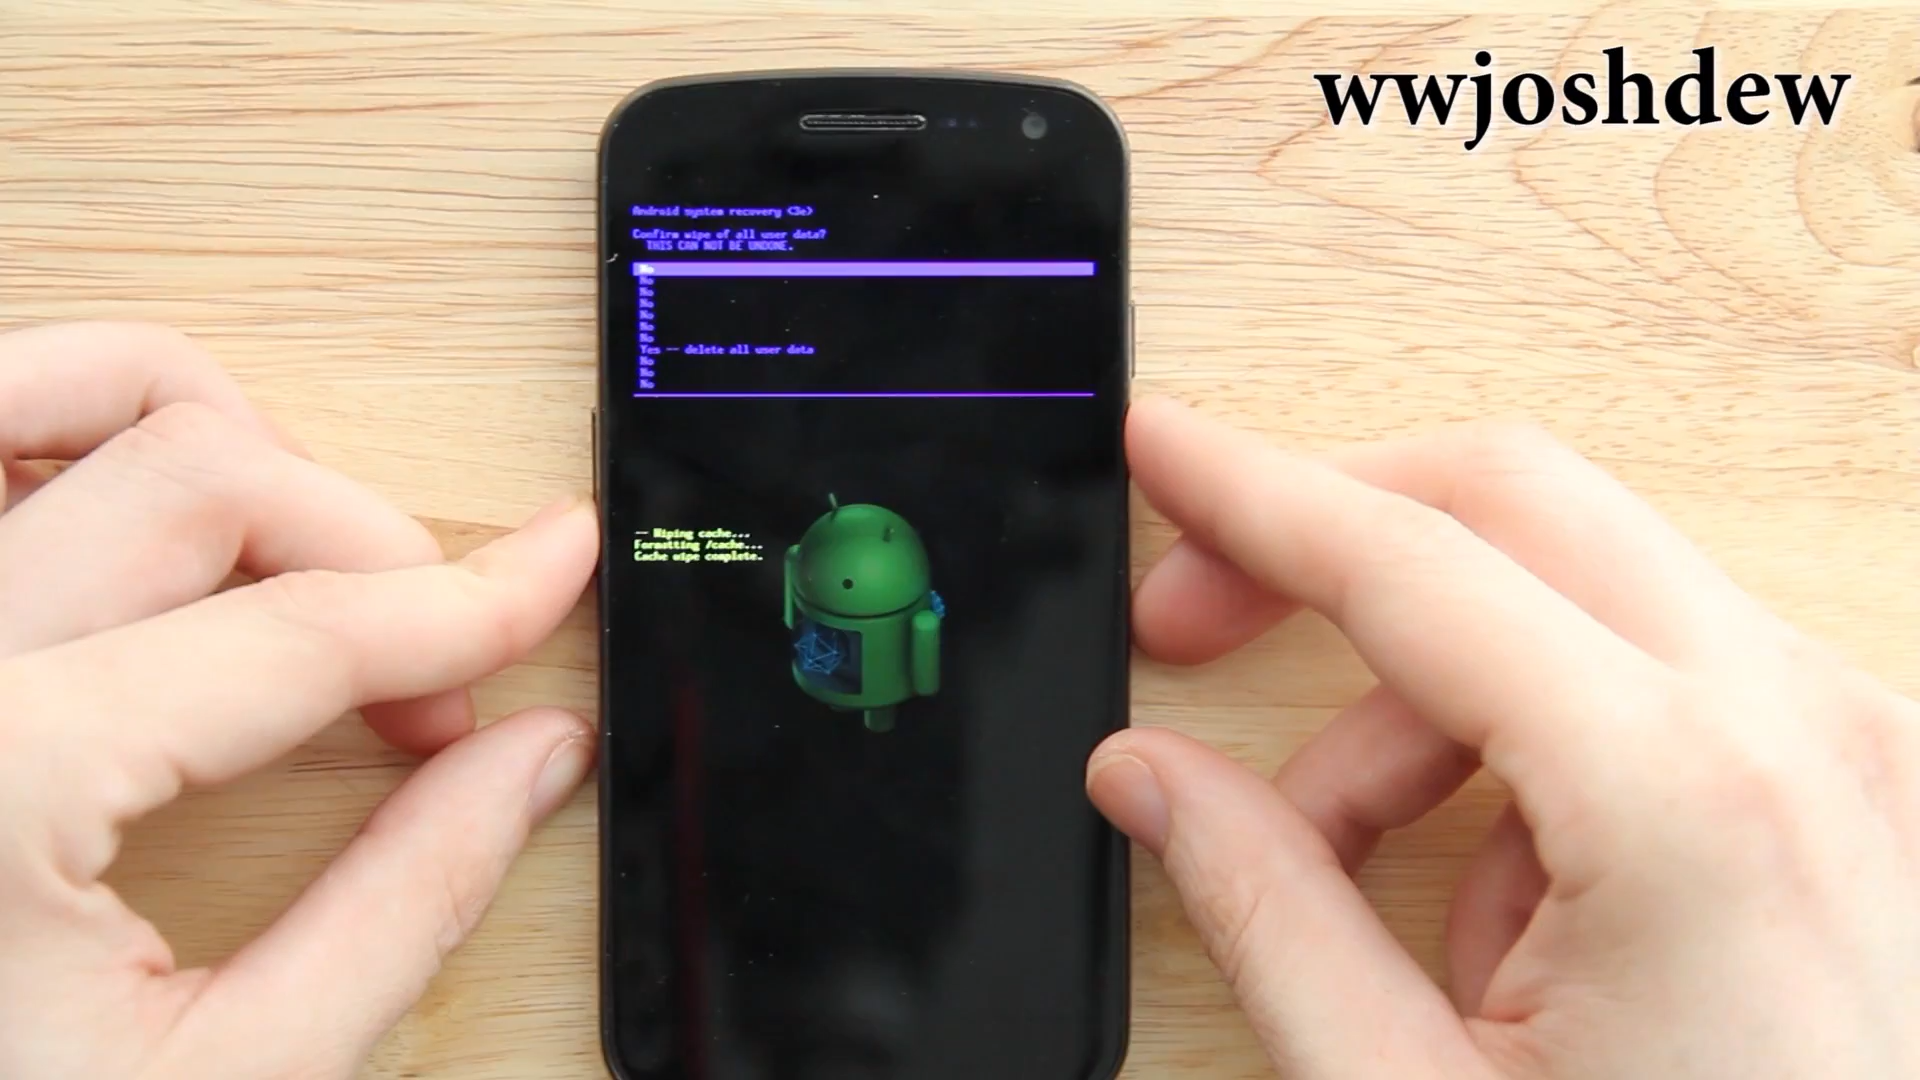 wwjoshdew
Android system recovery <3e>
Confirm wipe of all user data?
THIS CAN NOT BE UNDONE.
No
No
No
No
No
No
No
Yes -- delete all user data
No
No
No
-- Wiping cache...
Formatting /cache...
Cache wipe complete.